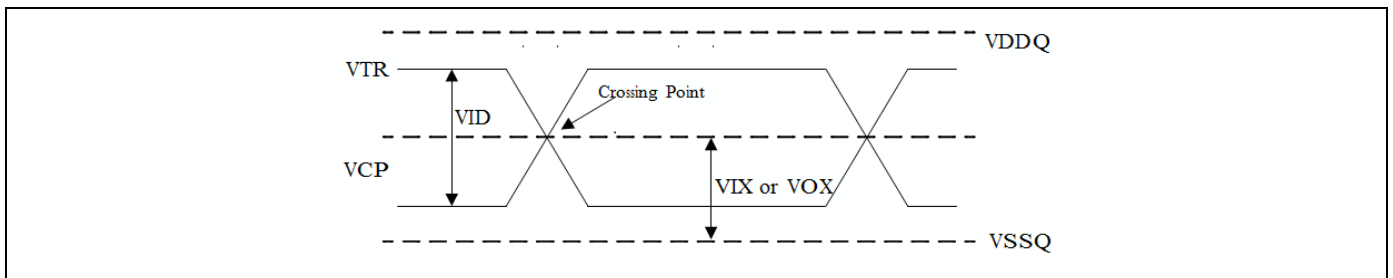 VDDQ
VTR
Crossing Point
VID
VCP
VIX or VOX
VSSQ